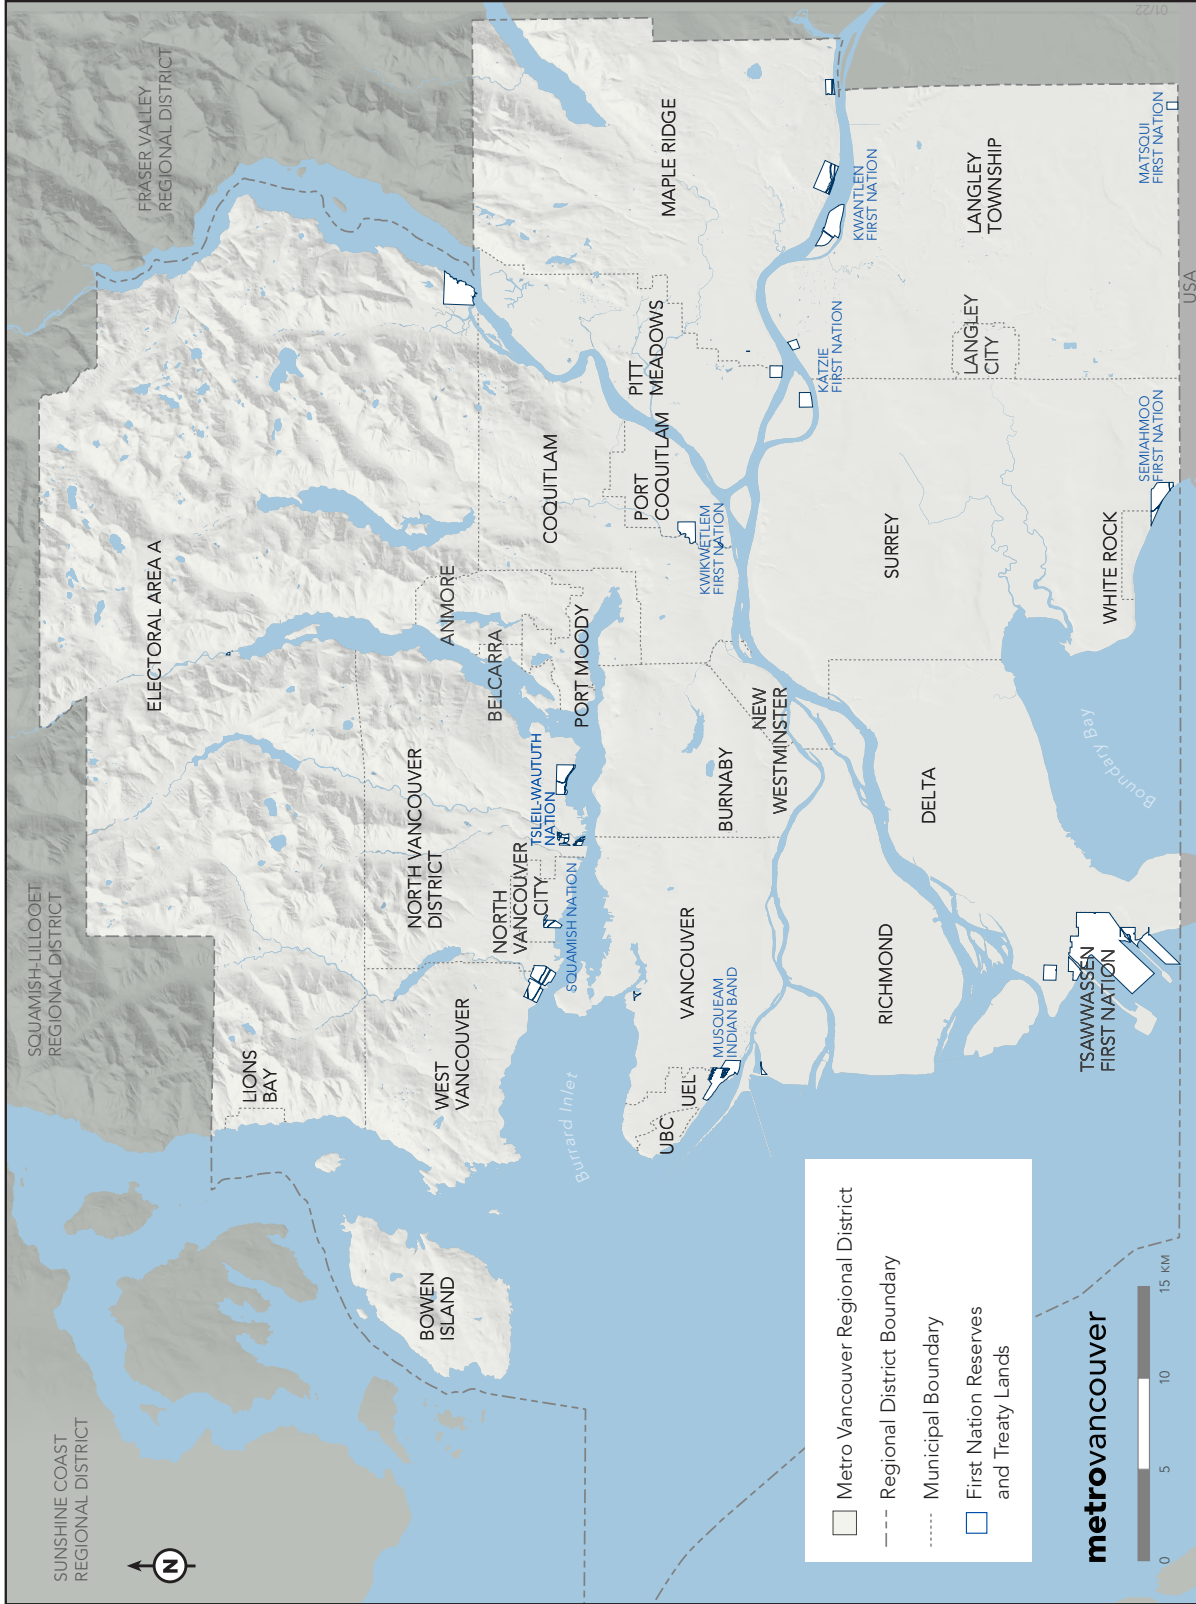 SUNSHINE COAST
REGIONAL DISTRICT
SQUAMISH-LILLOOET
REGIONAL DISTRICT
FRASER VALLEY
REGIONAL DISTRICT
ELECTORAL AREA A
LIONS
BAY
BOWEN
ISLAND
WEST
VANCOUVER
NORTH VANCOUVER
DISTRICT
NORTH
VANCOUVER
CITY
SQUAMISH NATION
TSLEIL-WAUTUTH
NATION
BELCARRA
ANMORE
PORT MOODY
COQUITLAM
PORT
COQUITLAM
PITT
MEADOWS
MAPLE RIDGE
Burrard Inlet
UBC
UEL
MUSQUEAM
INDIAN BAND
VANCOUVER
BURNABY
NEW
WESTMINSTER
KWIKWETLEM
FIRST NATION
KATZIE
FIRST NATION
KWANTLEN
FIRST NATION
RICHMOND
DELTA
SURREY
LANGLEY
CITY
LANGLEY
TOWNSHIP
TSAWWASSEN
FIRST NATION
Boundary Bay
WHITE ROCK
SEMIAHMOO
FIRST NATION
MATSQUI
FIRST NATION
USA
01/22
N
Metro Vancouver Regional District
Regional District Boundary
Municipal Boundary
First Nation Reserves
and Treaty Lands
metrovancouver
0 5 10 15 KM